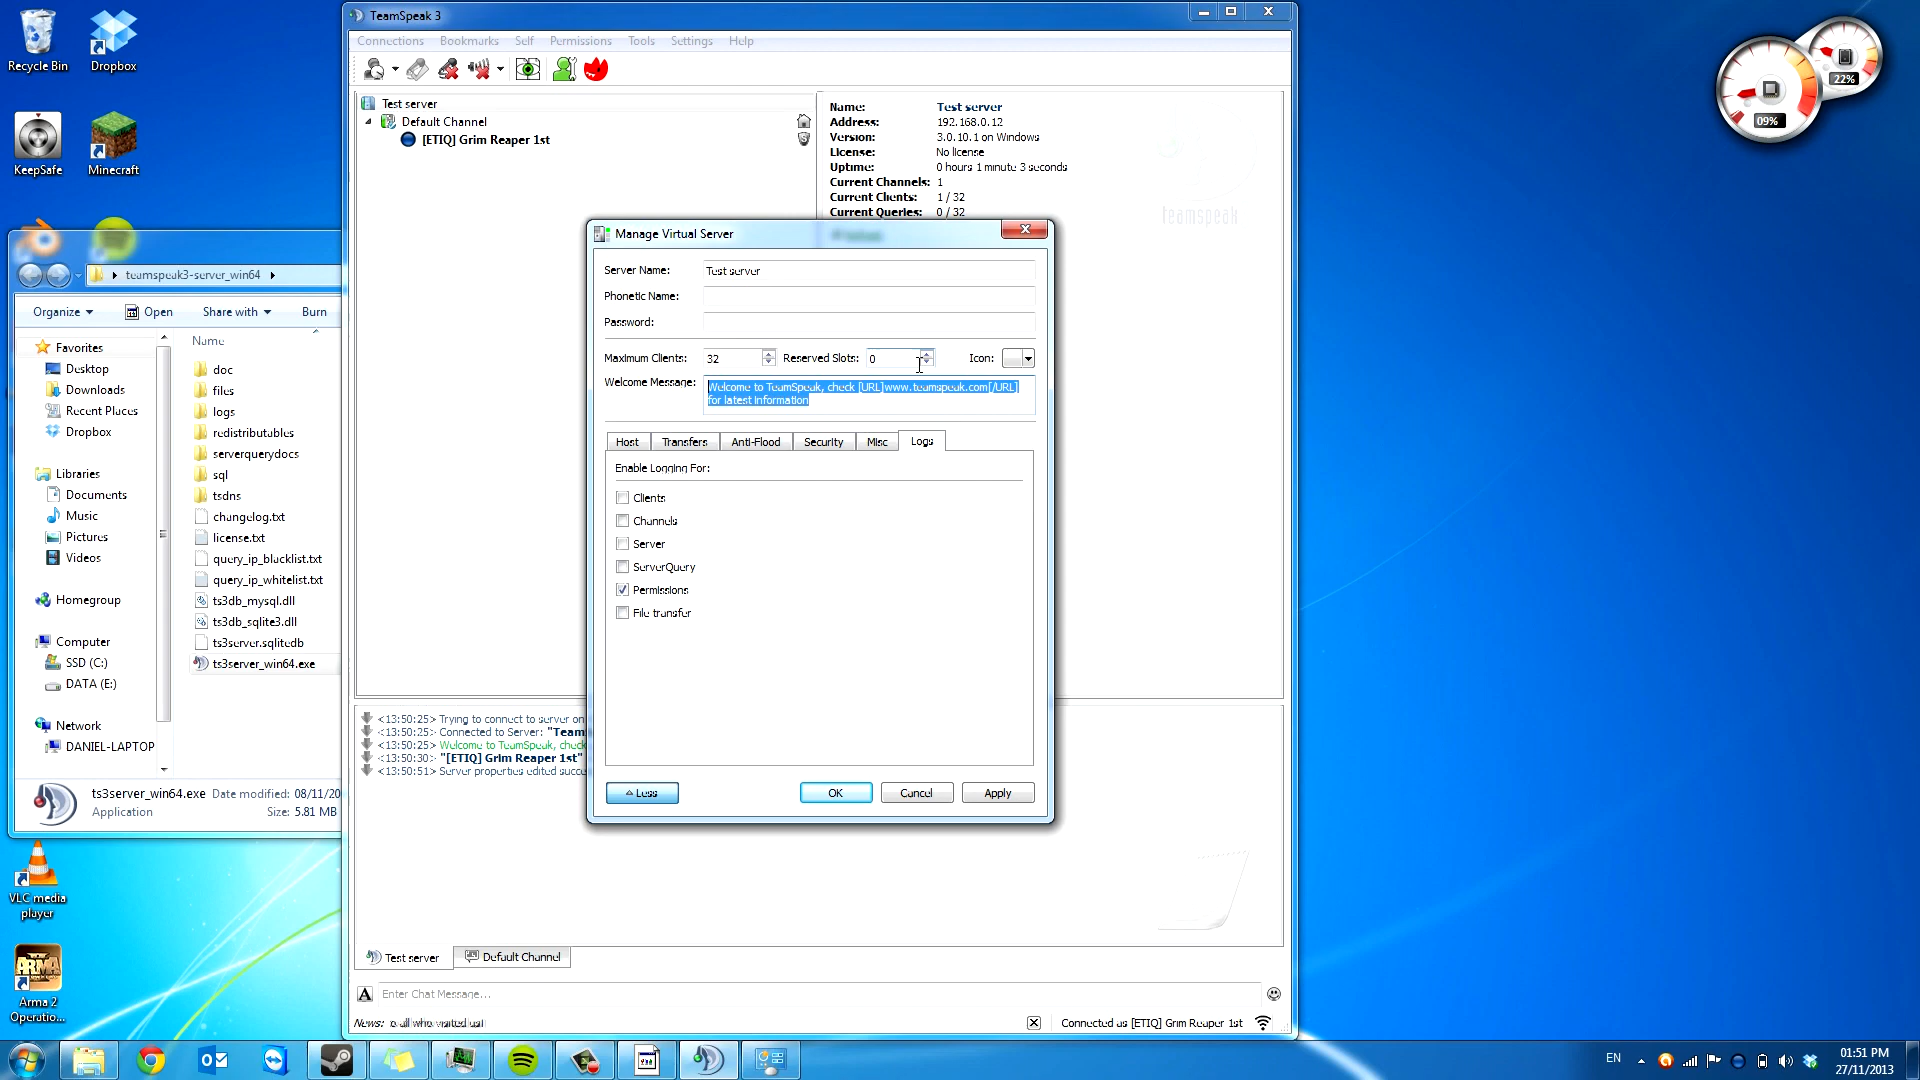 Recycle Bin
Dropbox
KeepSafe
Minecraft
TeamSpeak 3
Connections Bookmarks Self Permissions Tools Settings Help
Test server
Default Channel
[ETIQ] Grim Reaper 1st
Name: Test server
Address: 192.168.0.12
Version: 3.0.10.1 on Windows
License: No license
Uptime: 0 hours 1 minute 3 seconds
Current Channels: 1
Current Clients: 1 / 32
Current Queries: 0 / 32
teamspeak
22%
09%
teamspeak3-server_win64
Organize Open Share with Burn
Name
Favorites
Desktop
Downloads
Recent Places
Dropbox
Libraries
Documents
Music
Pictures
Videos
Homegroup
Computer
SSD (C:)
DATA (E:)
Network
DANIEL-LAPTOP
doc
files
logs
redistributables
serverquerydocs
sql
tsdns
changelog.txt
license.txt
query_ip_blacklist.txt
query_ip_whitelist.txt
ts3db_mysql.dll
ts3db_sqlite3.dll
ts3server.sqlitedb
ts3server_win64.exe
ts3server_win64.exe Date modified: 08/11/20
Application Size: 5.81 MB
Manage Virtual Server
Server Name: Test server
Phonetic Name:
Password:
Maximum Clients: 32 Reserved Slots: 0 Icon:
Welcome Message: Welcome to TeamSpeak, check [URL]www.teamspeak.com[/URL]
for latest information
Host Transfers Anti-Flood Security Misc Logs
Enable Logging For:
Clients
Channels
Server
ServerQuery
Permissions
File transfer
Less OK Cancel Apply
<13:50:25> Trying to connect to server on
<13:50:25> Connected to Server: "Team
<13:50:25> Welcome to TeamSpeak, check
<13:50:30> "[ETIQ] Grim Reaper 1st"
<13:50:51> Server properties edited succe
Test server Default Channel
Enter Chat Message...
News: to all who visited us!
Connected as [ETIQ] Grim Reaper 1st
VLC media
player
ARMA
Arma 2
Operatio...
EN
01:51 PM
27/11/2013